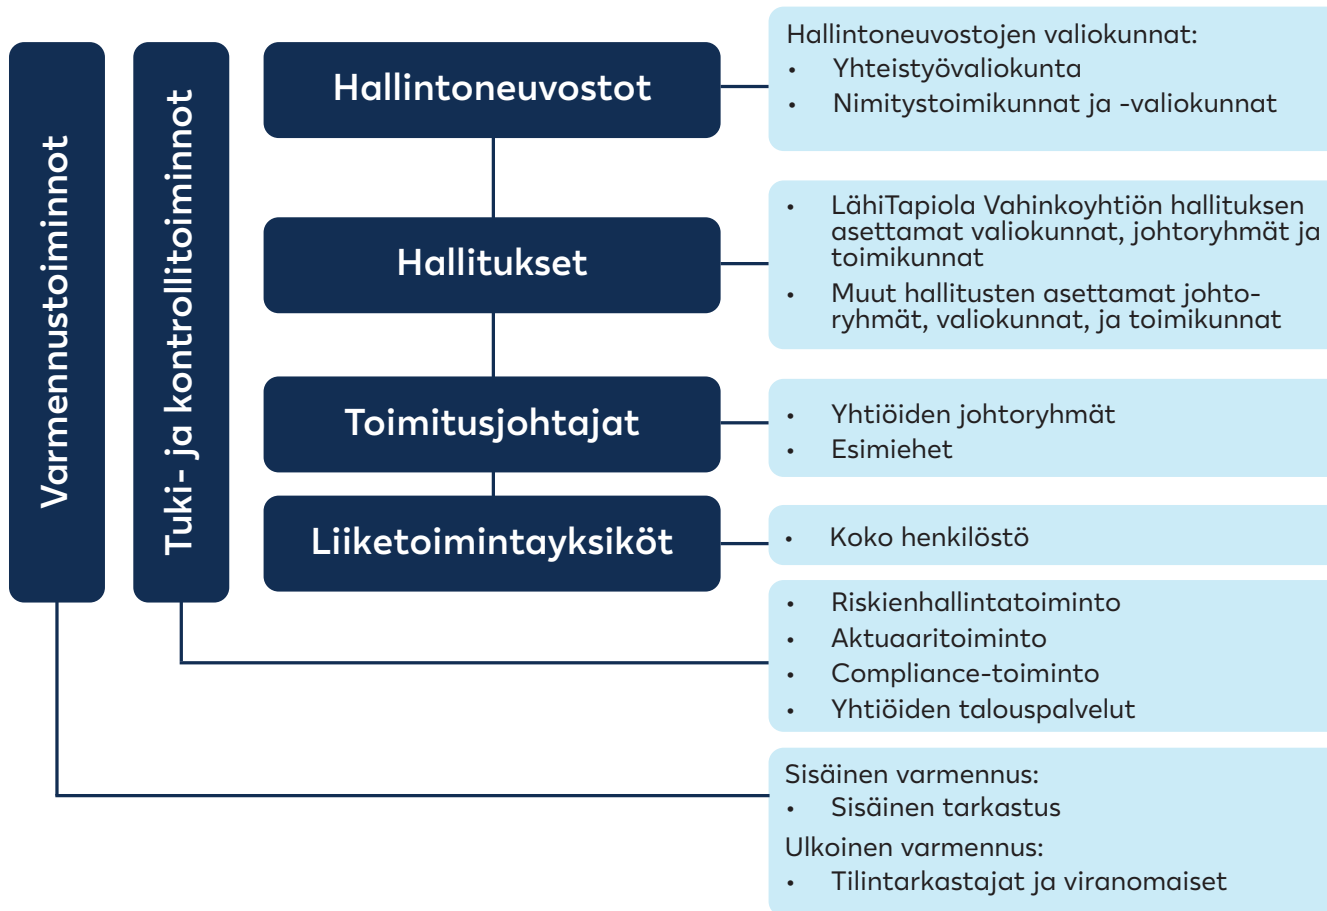 Varmennustoiminnot
Tuki- ja kontrollitoiminnot
Hallintoneuvostot
Hallintoneuvostojen valiokunnat:
• Yhteistyövaliokunta
• Nimitystoimikunnat ja -valiokunnat
Hallitukset
• LähiTapiola Vahinkoyhtiön hallituksen
asettamat valiokunnat, johtoryhmät ja
toimikunnat
• Muut hallitusten asettamat johto-
ryhmät, valiokunnat, ja toimikunnat
Toimitusjohtajat
• Yhtiöiden johtoryhmät
• Esimiehet
Liiketoimintayksiköt
• Koko henkilöstö
• Riskienhallintatoiminto
• Aktuaaritoiminto
• Compliance-toiminto
• Yhtiöiden talouspalvelut
Sisäinen varmennus:
• Sisäinen tarkastus
Ulkoinen varmennus:
• Tilintarkastajat ja viranomaiset